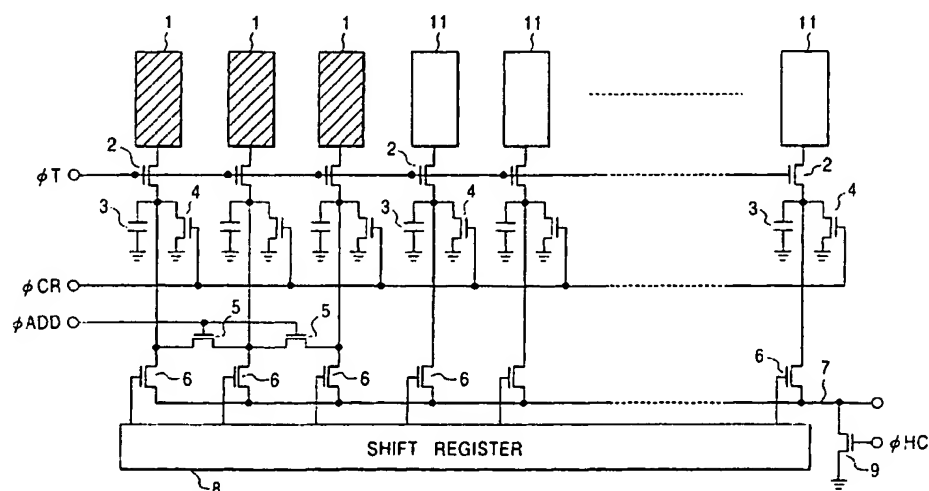 1 1 1 11 11 11
2 2 2
φT
3 4 3 4 3 4
φCR
φADD 5 5
6 6 6 6 6 7
SHIFT REGISTER φHC
8 9